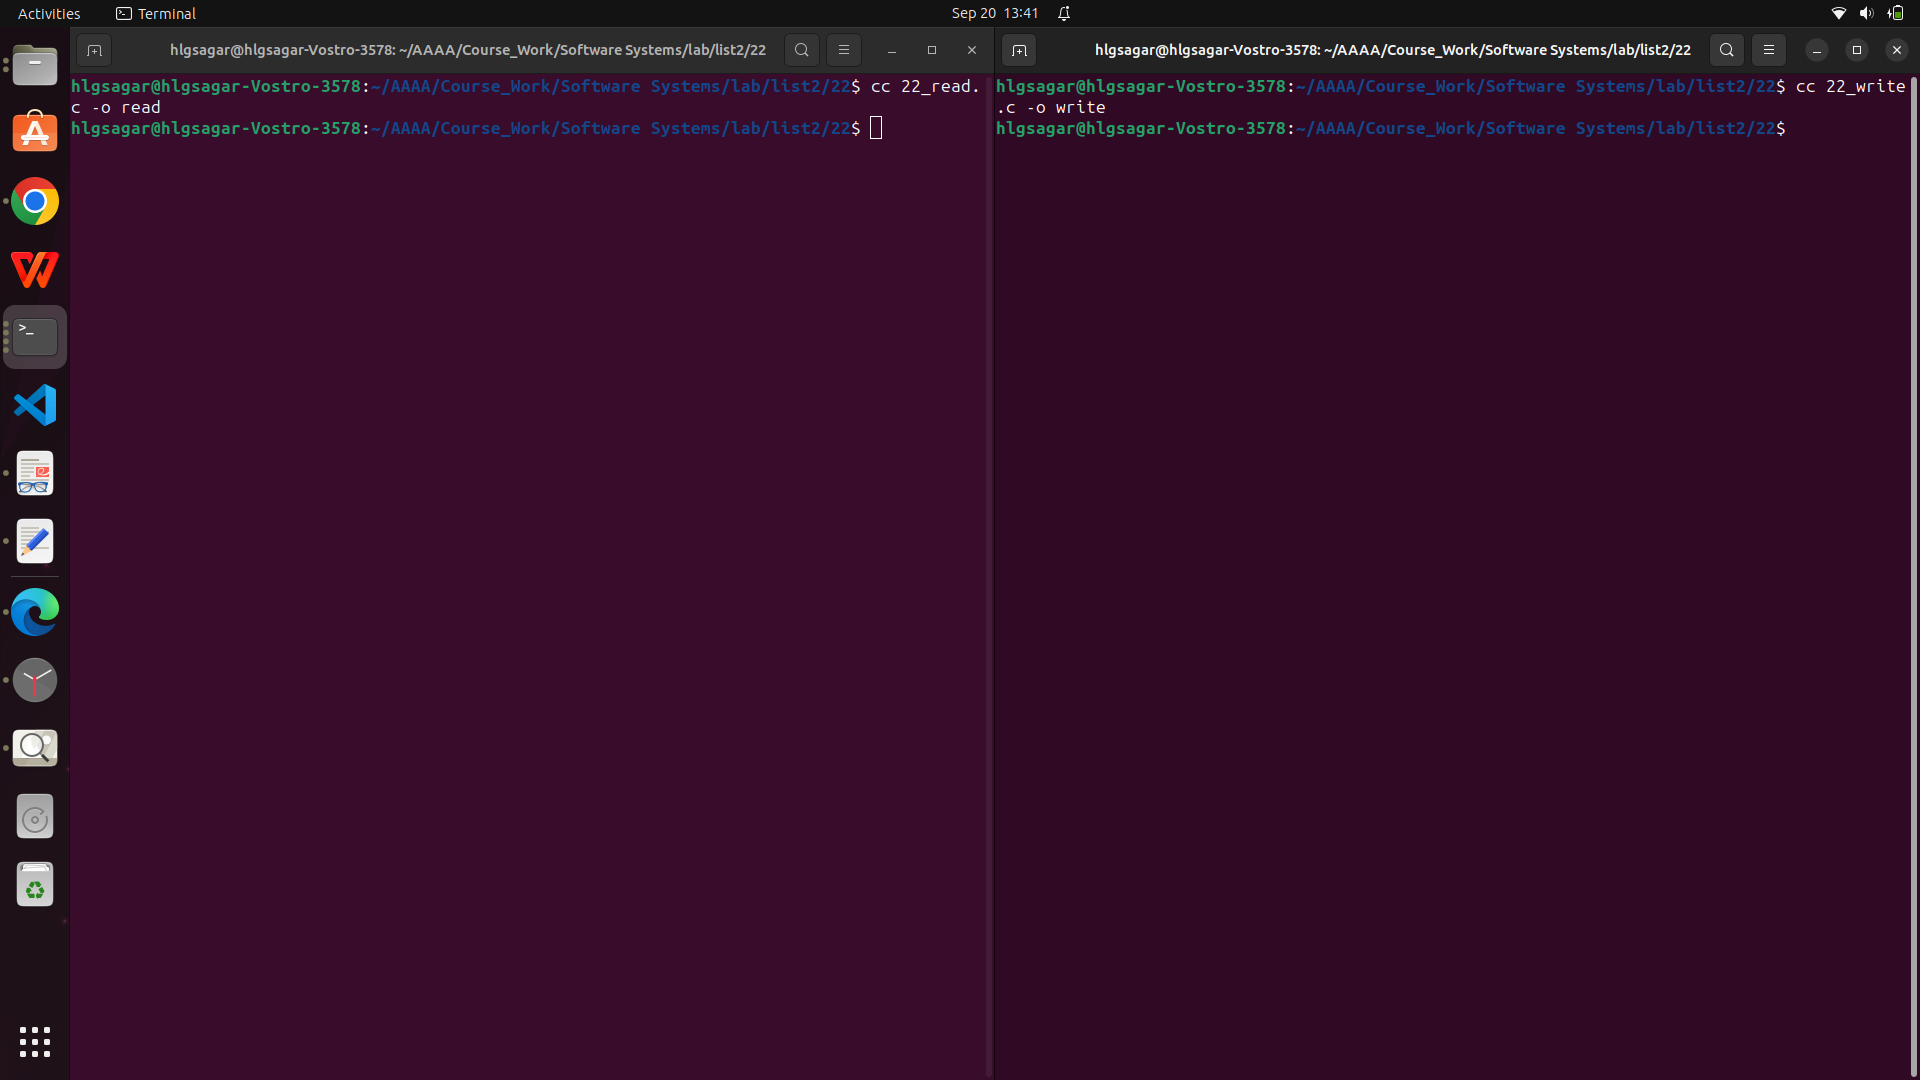 Activities
Terminal
Sep 20 13:41
hlgsagar@hlgsagar-Vostro-3578: ~/AAAA/Course_Work/Software Systems/lab/list2/22
hlgsagar@hlgsagar-Vostro-3578:~/AAAA/Course_Work/Software Systems/lab/list2/22$ cc 22_read.
c -o read
hlgsagar@hlgsagar-Vostro-3578:~/AAAA/Course_Work/Software Systems/lab/list2/22$
hlgsagar@hlgsagar-Vostro-3578: ~/AAAA/Course_Work/Software Systems/lab/list2/22
hlgsagar@hlgsagar-Vostro-3578:~/AAAA/Course_Work/Software Systems/lab/list2/22$ cc 22_write
.c -o write
hlgsagar@hlgsagar-Vostro-3578:~/AAAA/Course_Work/Software Systems/lab/list2/22$